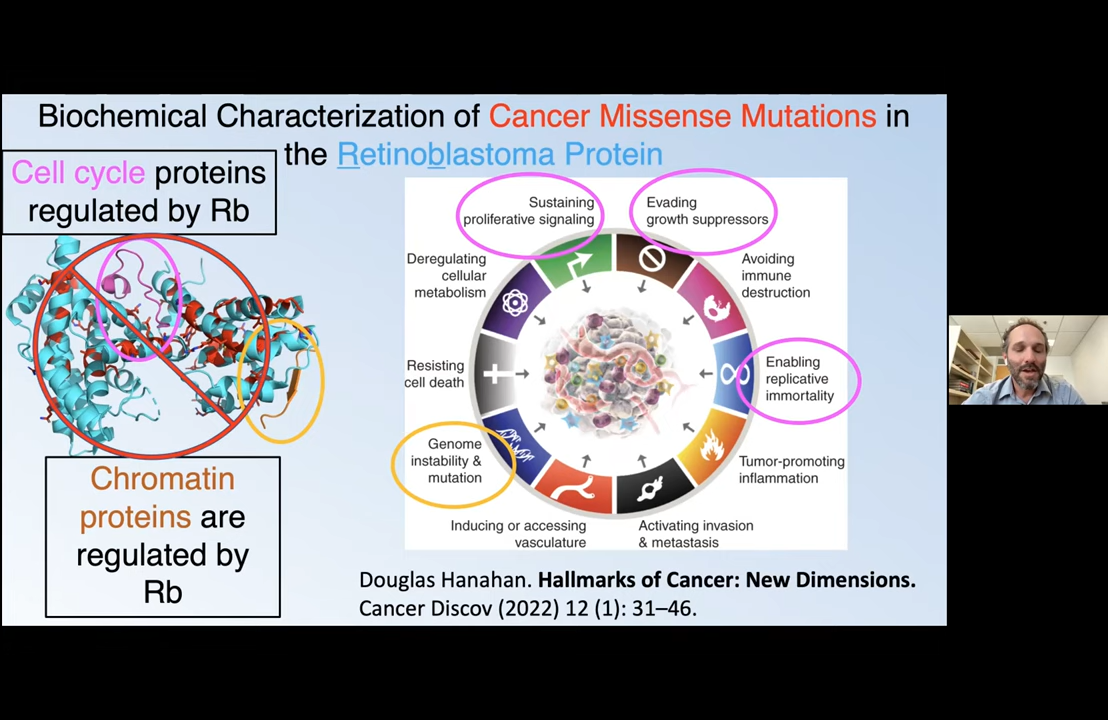 Biochemical Characterization of Cancer Missense Mutations in
the Retinoblastoma Protein
Cell cycle proteins
regulated by Rb
Chromatin
proteins are
regulated by
Rb
Sustaining
proliferative signaling
Evading
growth suppressors
Deregulating
cellular
metabolism
Avoiding
immune
destruction
Resisting
cell death
Enabling
replicative
immortality
Genome
instability &
mutation
Tumor-promoting
inflammation
Inducing or accessing
vasculature
Activating invasion
& metastasis
Douglas Hanahan. Hallmarks of Cancer: New Dimensions.
Cancer Discov (2022) 12 (1): 31–46.